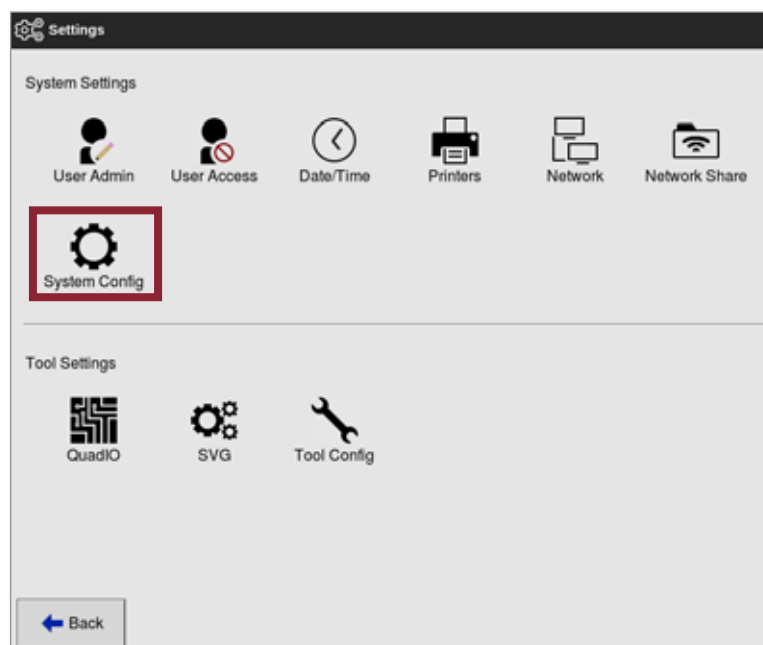 Settings
System Settings
User Admin User Access Date/Time Printers Network Network Share
System Config
Tool Settings
QuadIO SVG Tool Config
Back